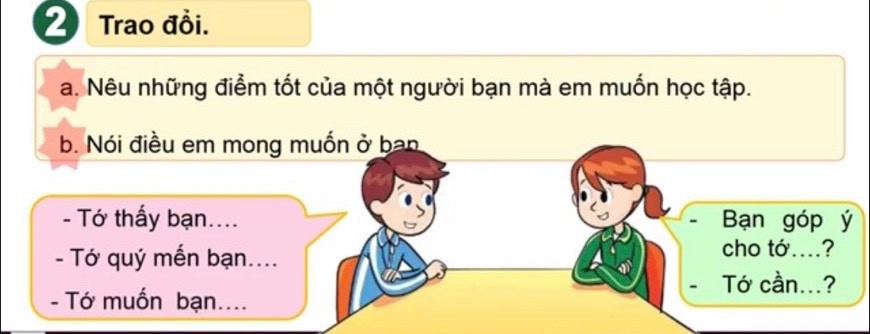 2 Trao đổi.
a. Nêu những điểm tốt của một người bạn mà em muốn học tập.
b. Nói điều em mong muốn ở bạn
- Tớ thấy bạn....
- Tớ quý mến bạn....
- Tớ muốn bạn....
- Bạn góp ý
cho tớ....?
- Tớ cần...?